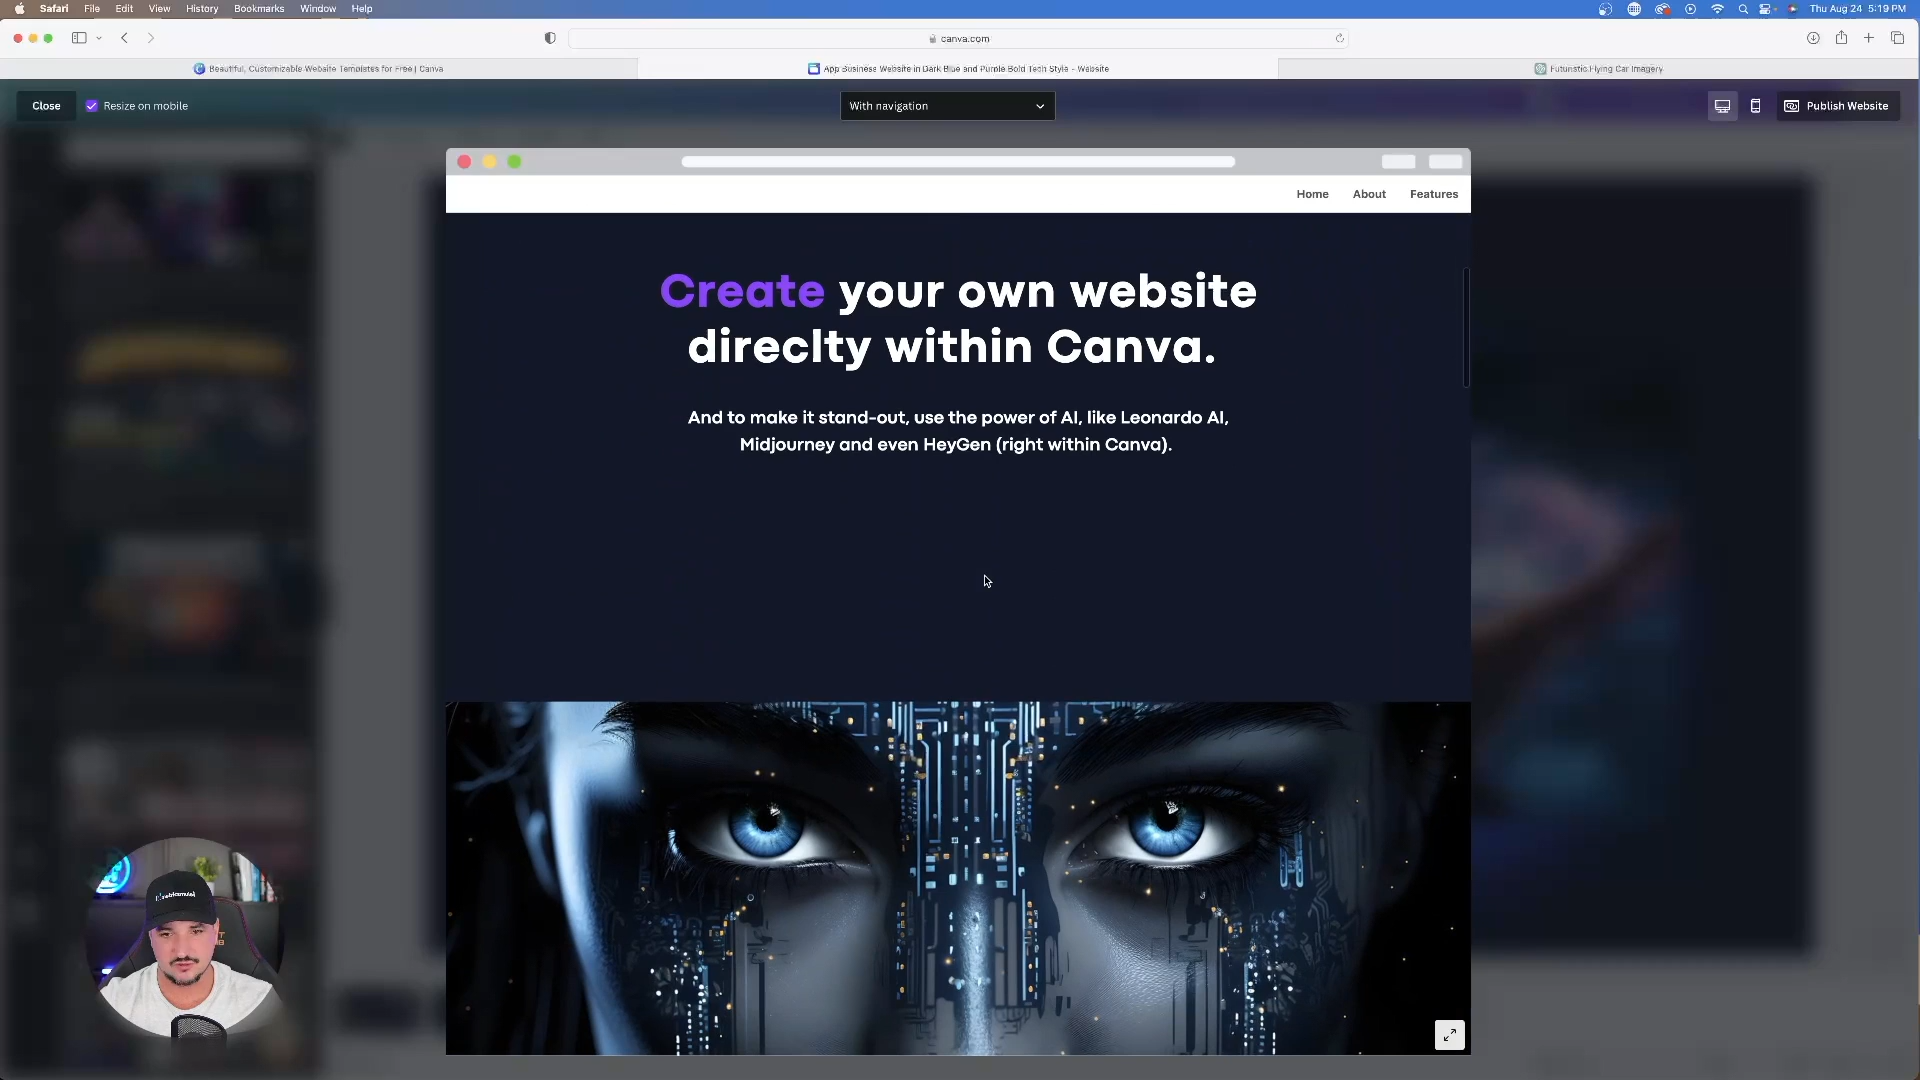 Safari File Edit View History Bookmarks Window Help Thu Aug 24 5:19 PM
canva.com
Beautiful, Customizable Website Templates for Free | Canva
App Business Website in Dark Blue and Purple Bold Tech Style - Website
Futuristic Flying Car Imagery
Close Resize on mobile With navigation Publish Website
Home About Features
Create your own website
direclty within Canva.
And to make it stand-out, use the power of AI, like Leonardo AI,
Midjourney and even HeyGen (right within Canva).